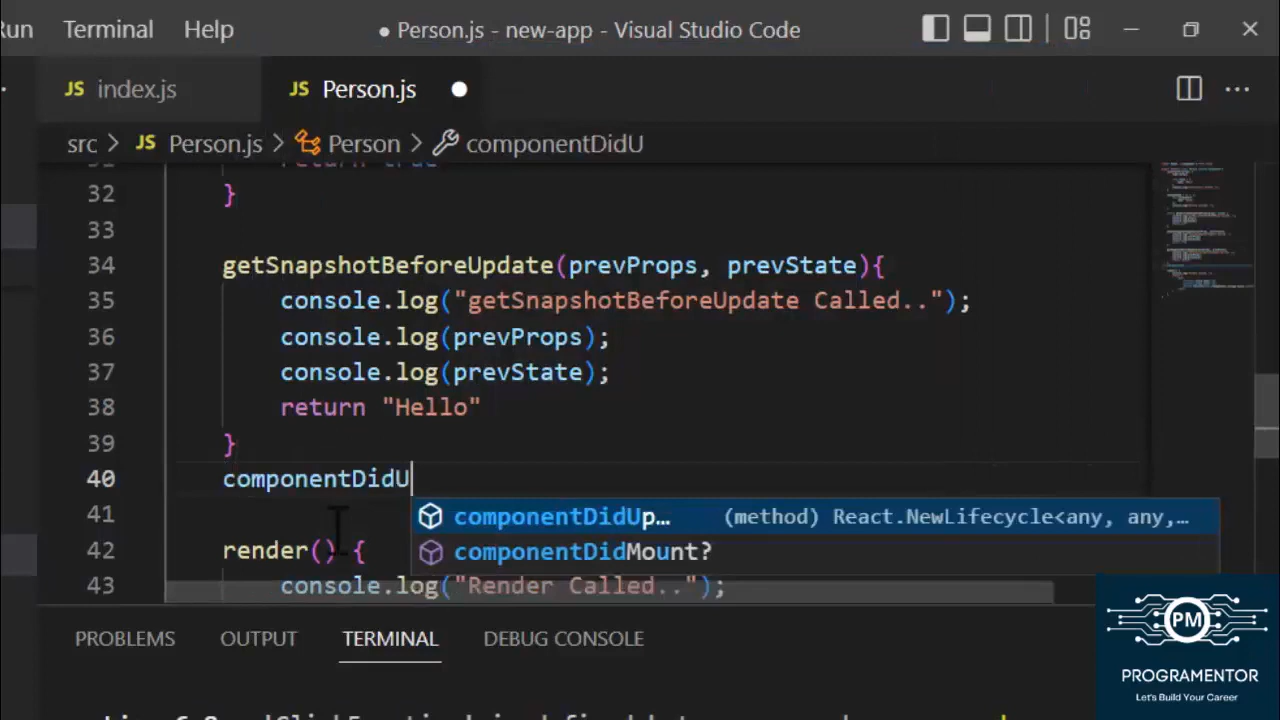 Run Terminal Help ● Person.js - new-app - Visual Studio Code
JS index.js JS Person.js ●
src > JS Person.js > Person > componentDidU
32 }
33
34 getSnapshotBeforeUpdate(prevProps, prevState){
35 console.log("getSnapshotBeforeUpdate Called..");
36 console.log(prevProps);
37 console.log(prevState);
38 return "Hello"
39 }
40 componentDidU
componentDidUp… (method) React.NewLifecycle<any, any,…
41
componentDidMount?
42 render() {
43 console.log("Render Called..");
PROBLEMS OUTPUT TERMINAL DEBUG CONSOLE
PM
PROGRAMENTOR
Let's Build Your Career